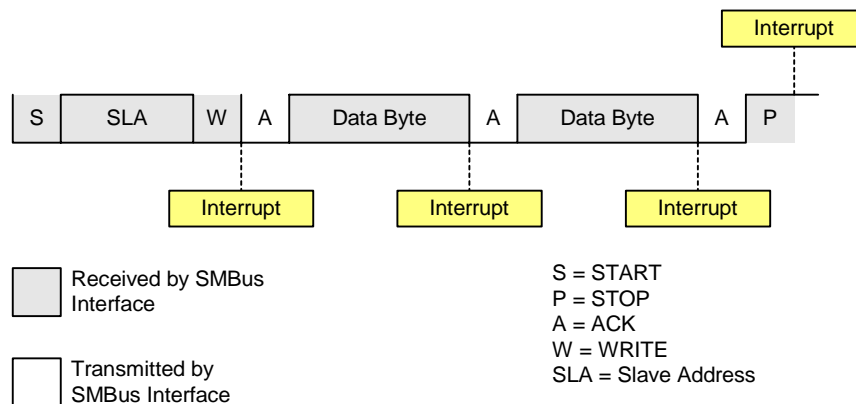 Interrupt
S SLA W A Data Byte A Data Byte A P
Interrupt Interrupt Interrupt
Received by SMBus
Interface
Transmitted by
SMBus Interface
S = START
P = STOP
A = ACK
W = WRITE
SLA = Slave Address